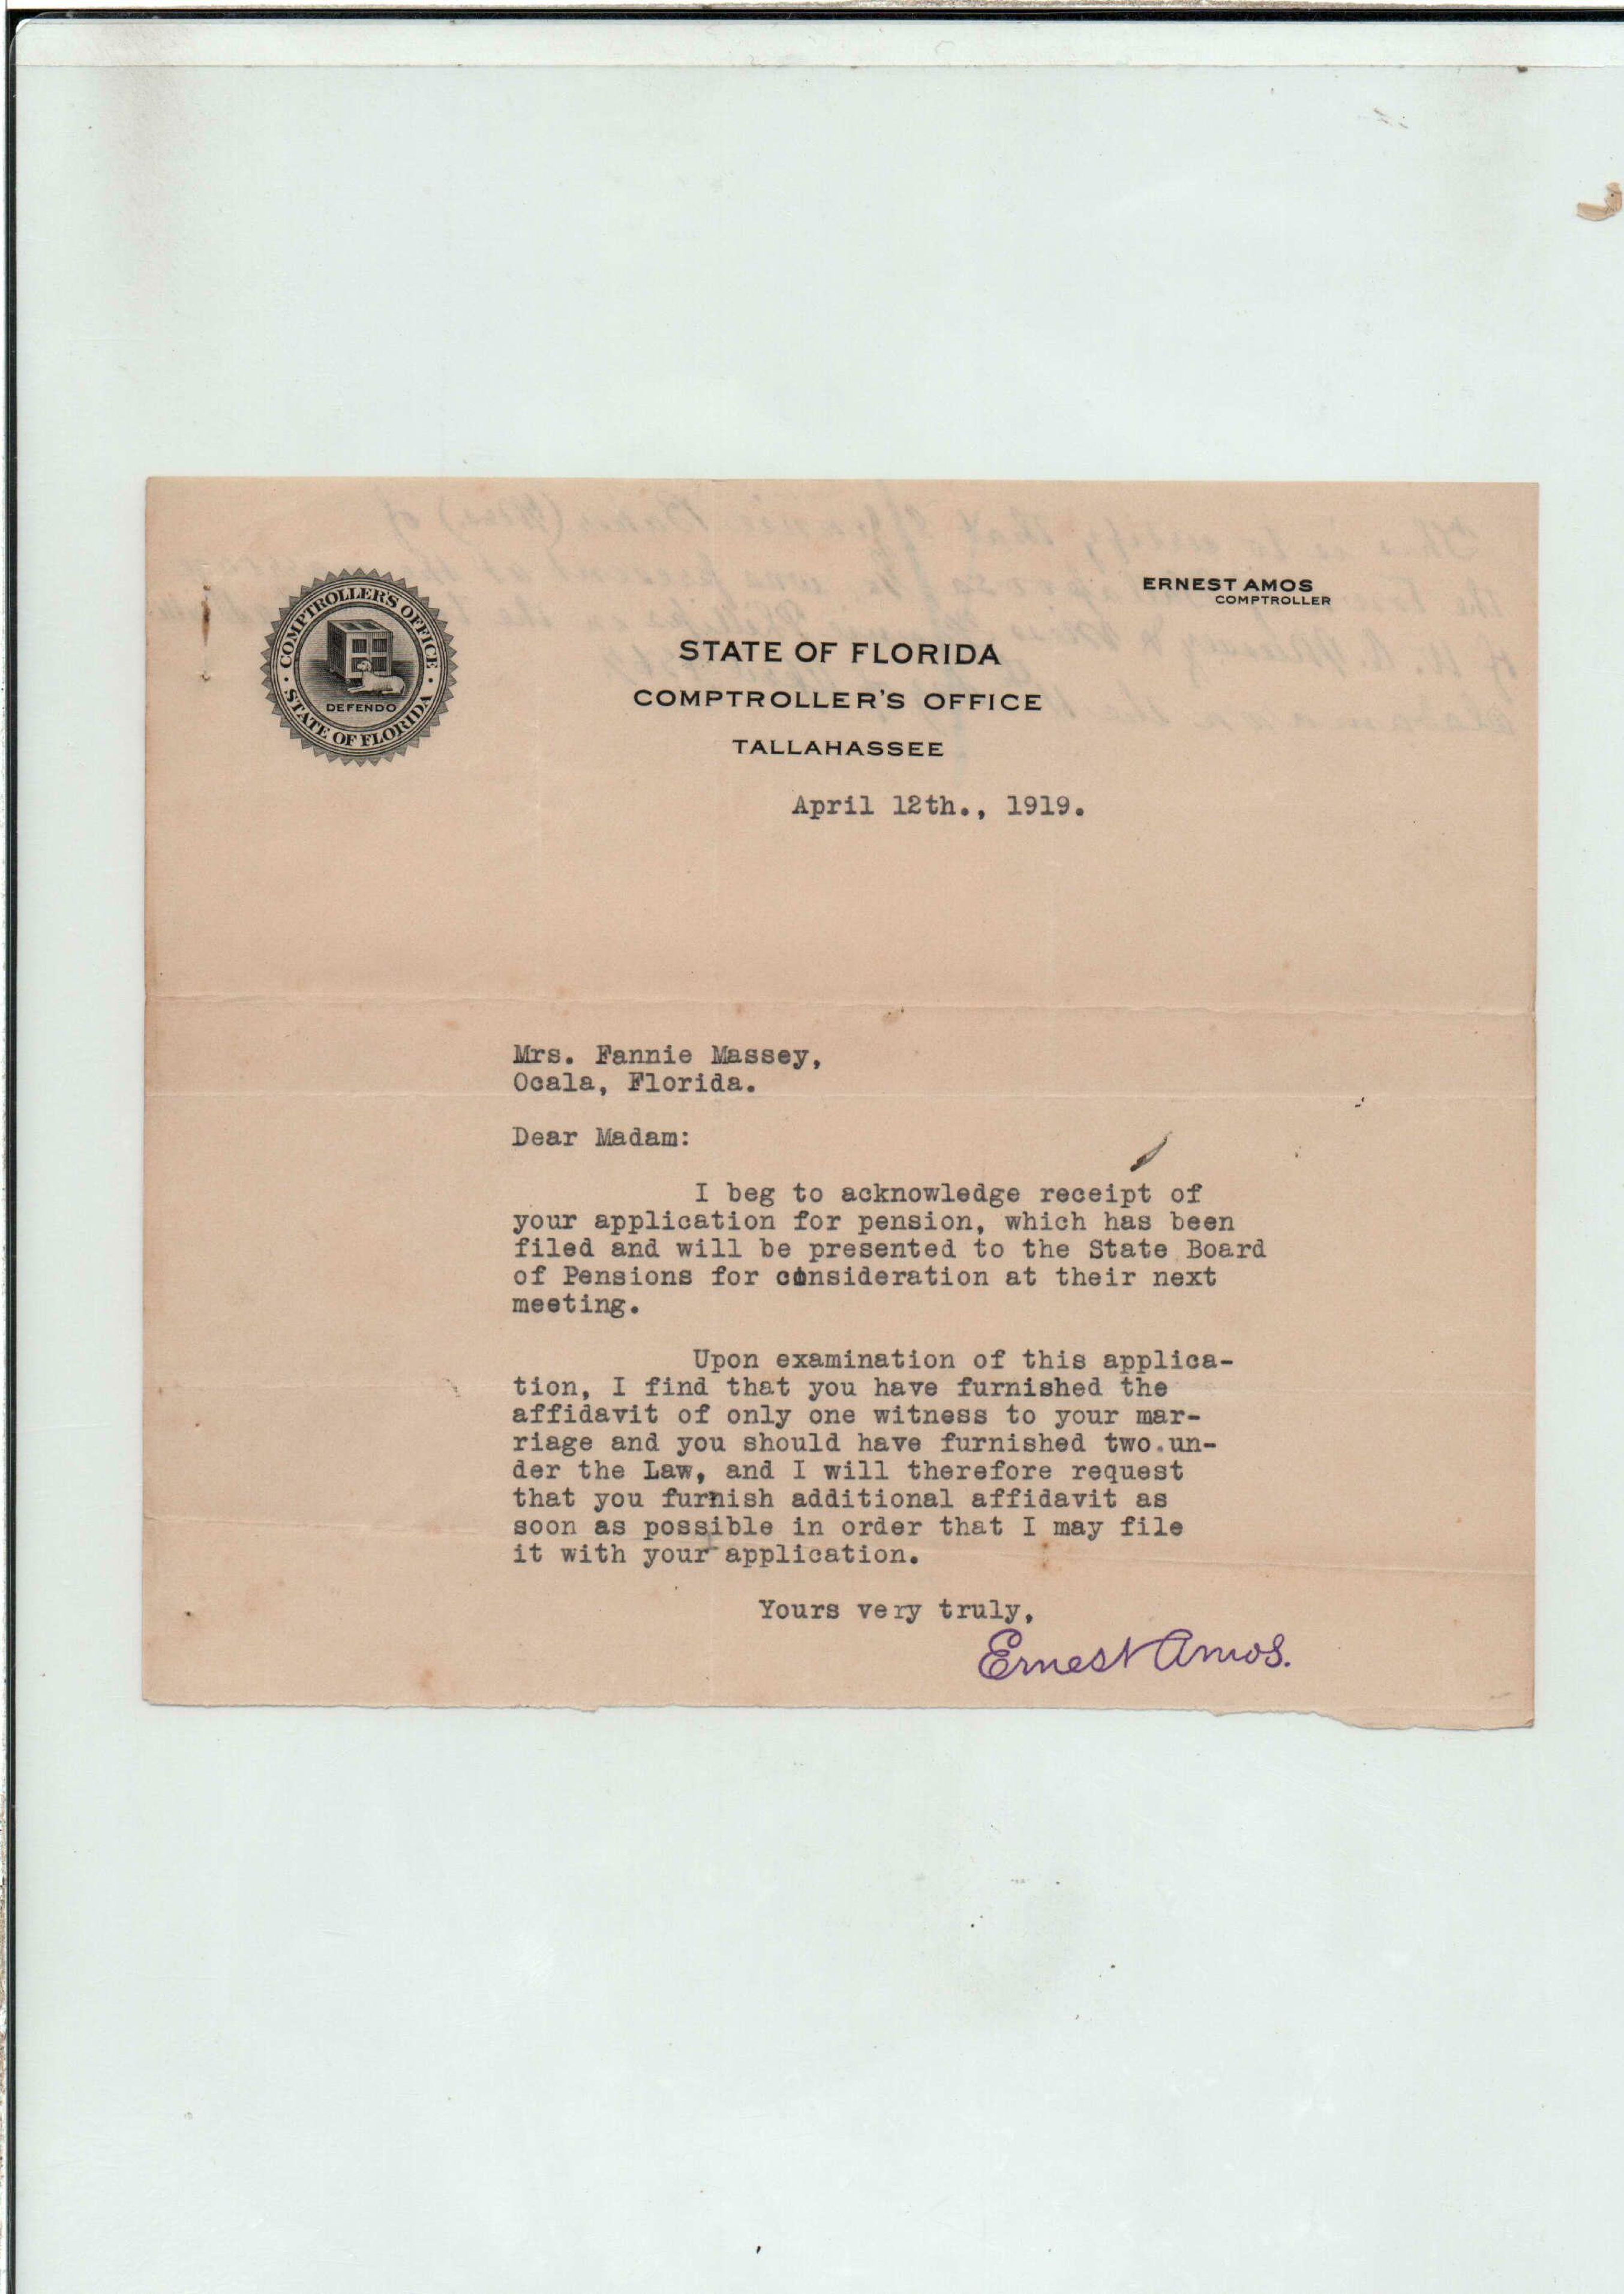 COMPTROLLER'S OFFICE
DEFENDO
STATE OF FLORIDA
ERNEST AMOS
COMPTROLLER
STATE OF FLORIDA
COMPTROLLER'S OFFICE
TALLAHASSEE
April 12th., 1919.
Mrs. Fannie Massey,
Ocala, Florida.
Dear Madam:
I beg to acknowledge receipt of
your application for pension, which has been
filed and will be presented to the State Board
of Pensions for consideration at their next
meeting.
Upon examination of this applica-
tion, I find that you have furnished the
affidavit of only one witness to your mar-
riage and you should have furnished two.un-
der the Law, and I will therefore request
that you furnish additional affidavit as
soon as possible in order that I may file
it with your application.
Yours very truly,
Ernest Amos.